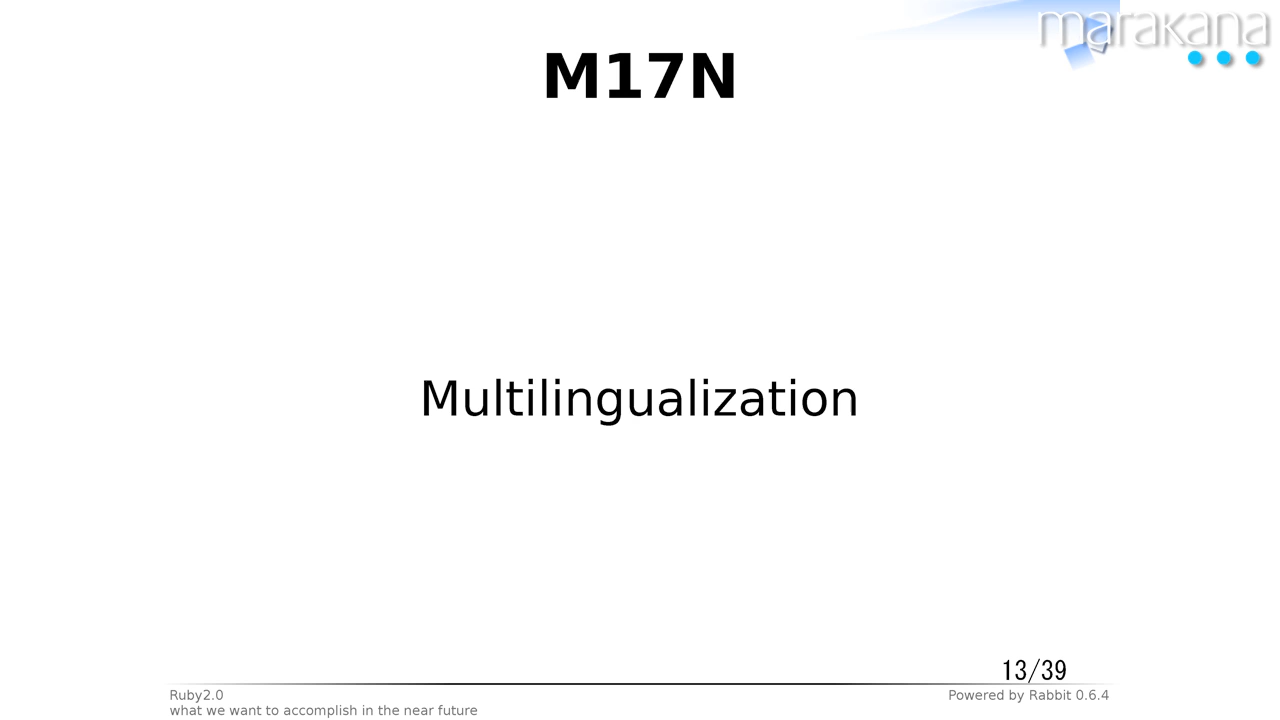 marakana
M17N
Multilingualization
13/39
Ruby2.0
Powered by Rabbit 0.6.4
what we want to accomplish in the near future